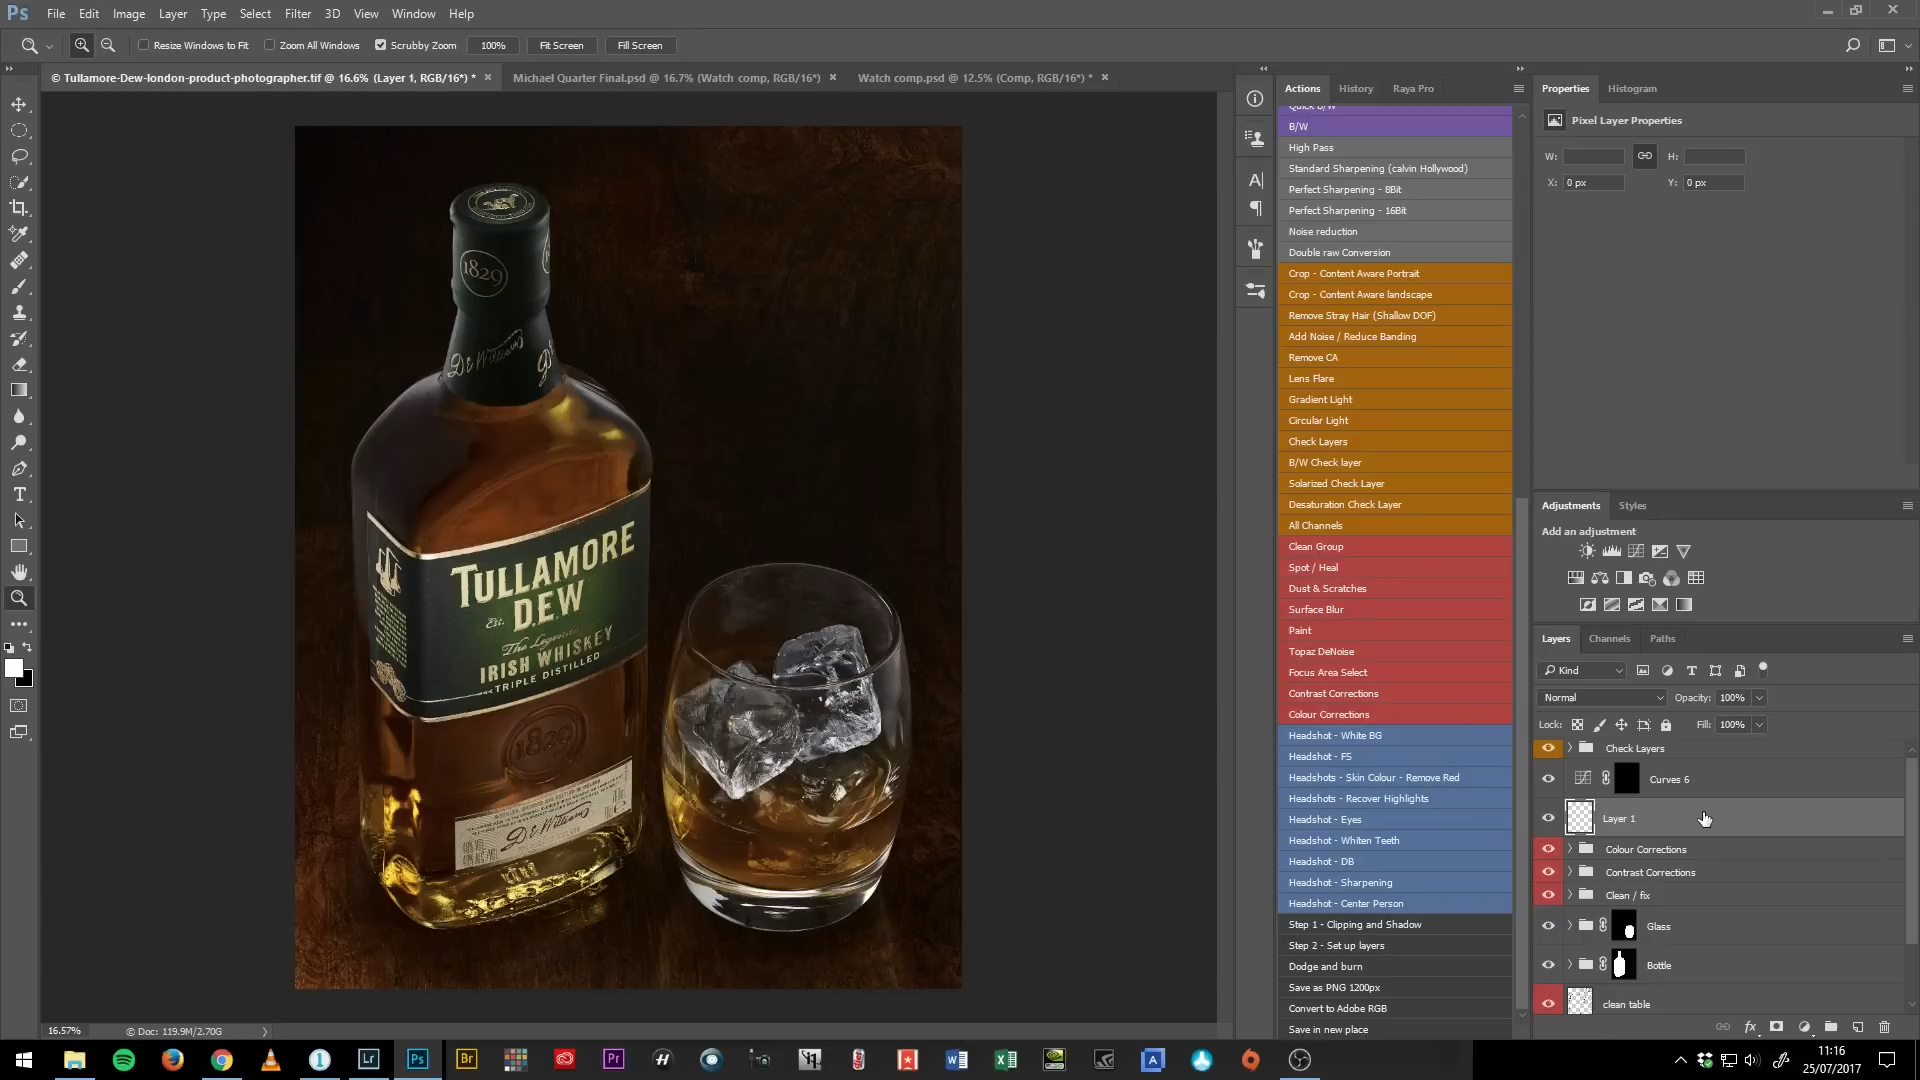 Ps File Edit Image Layer Type Select Filter 3D View Window Help
Resize Windows to Fit Zoom All Windows Scrubby Zoom 100% Fit Screen Fill Screen
© Tullamore-Dew-london-product-photographer.tif @ 16.6% (Layer 1, RGB/16*) * × Michael Quarter Final.psd @ 16.7% (Watch comp, RGB/16*) × Watch comp.psd @ 12.5% (Comp, RGB/16*) * ×
Actions History Raya Pro
Quick B/W
B/W
High Pass
Standard Sharpening (calvin Hollywood)
Perfect Sharpening - 8Bit
Perfect Sharpening - 16Bit
Noise reduction
Double raw Conversion
Crop - Content Aware Portrait
Crop - Content Aware landscape
Remove Stray Hair (Shallow DOF)
Add Noise / Reduce Banding
Remove CA
Lens Flare
Gradient Light
Circular Light
Check Layers
B/W Check layer
Solarized Check Layer
Desaturation Check Layer
All Channels
Clean Group
Spot / Heal
Dust & Scratches
Surface Blur
Paint
Topaz DeNoise
Focus Area Select
Contrast Corrections
Colour Corrections
Headshot - White BG
Headshot - FS
Headshots - Skin Colour - Remove Red
Headshots - Recover Highlights
Headshot - Eyes
Headshot - Whiten Teeth
Headshot - DB
Headshot - Sharpening
Headshot - Center Person
Step 1 - Clipping and Shadow
Step 2 - Set up layers
Dodge and burn
Save as PNG 1200px
Convert to Adobe RGB
Save in new place
Properties Histogram
Pixel Layer Properties
W: H:
X: 0 px Y: 0 px
Adjustments Styles
Add an adjustment
Layers Channels Paths
Kind
Normal Opacity: 100%
Lock: Fill: 100%
Check Layers
Curves 6
Layer 1
Colour Corrections
Contrast Corrections
Clean / fix
Glass
Bottle
clean table
1829
D.E. Williams
TULLAMORE
Est. D.E.W
The Legendary
IRISH WHISKEY
TRIPLE DISTILLED
1829
D.E. Williams
16.57% © Doc: 119.9M/2.70G
Lr Ps Br Pr
11:16
25/07/2017